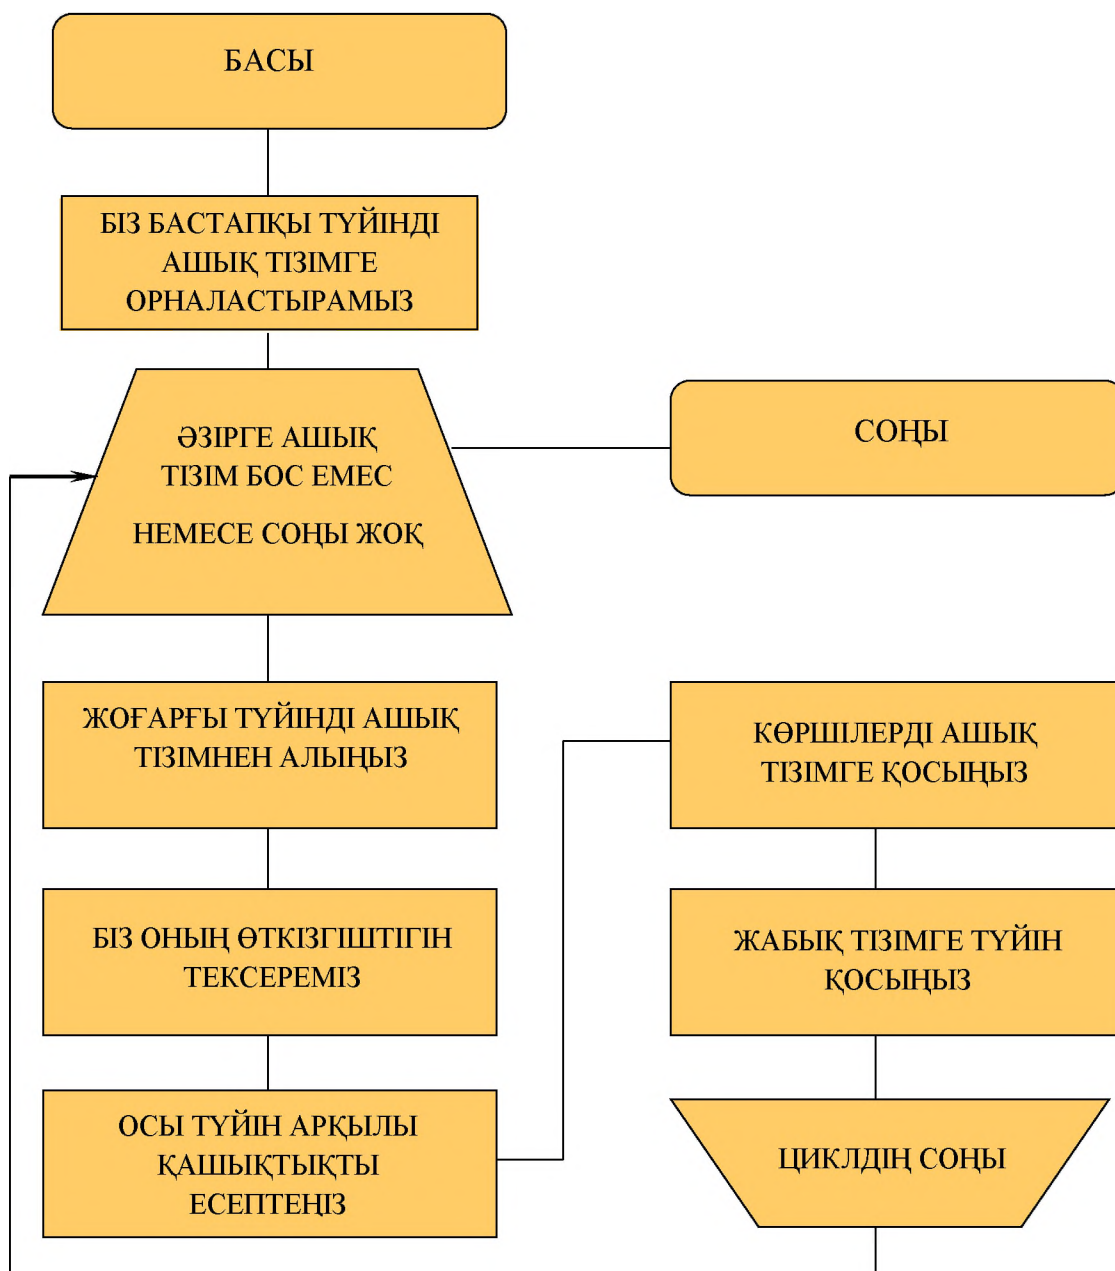 БАСЫ
БІЗ БАСТАПҚЫ ТҮЙІНДІ
АШЫҚ ТІЗІМГЕ
ОРНАЛАСТЫРАМЫЗ
ӘЗІРГЕ АШЫҚ
ТІЗІМ БОС ЕМЕС
НЕМЕСЕ СОҢЫ ЖОҚ
СОҢЫ
ЖОҒАРҒЫ ТҮЙІНДІ АШЫҚ
ТІЗІМНЕН АЛЫҢЫЗ
БІЗ ОНЫҢ ӨТКІЗГІШТІГІН
ТЕКСЕРЕМІЗ
ОСЫ ТҮЙІН АРҚЫЛЫ
ҚАШЫҚТЫҚТЫ
ЕСЕПТЕҢІЗ
КӨРШІЛЕРДІ АШЫҚ
ТІЗІМГЕ ҚОСЫҢЫЗ
ЖАБЫҚ ТІЗІМГЕ ТҮЙІН
ҚОСЫҢЫЗ
ЦИКЛДІҢ СОҢЫ